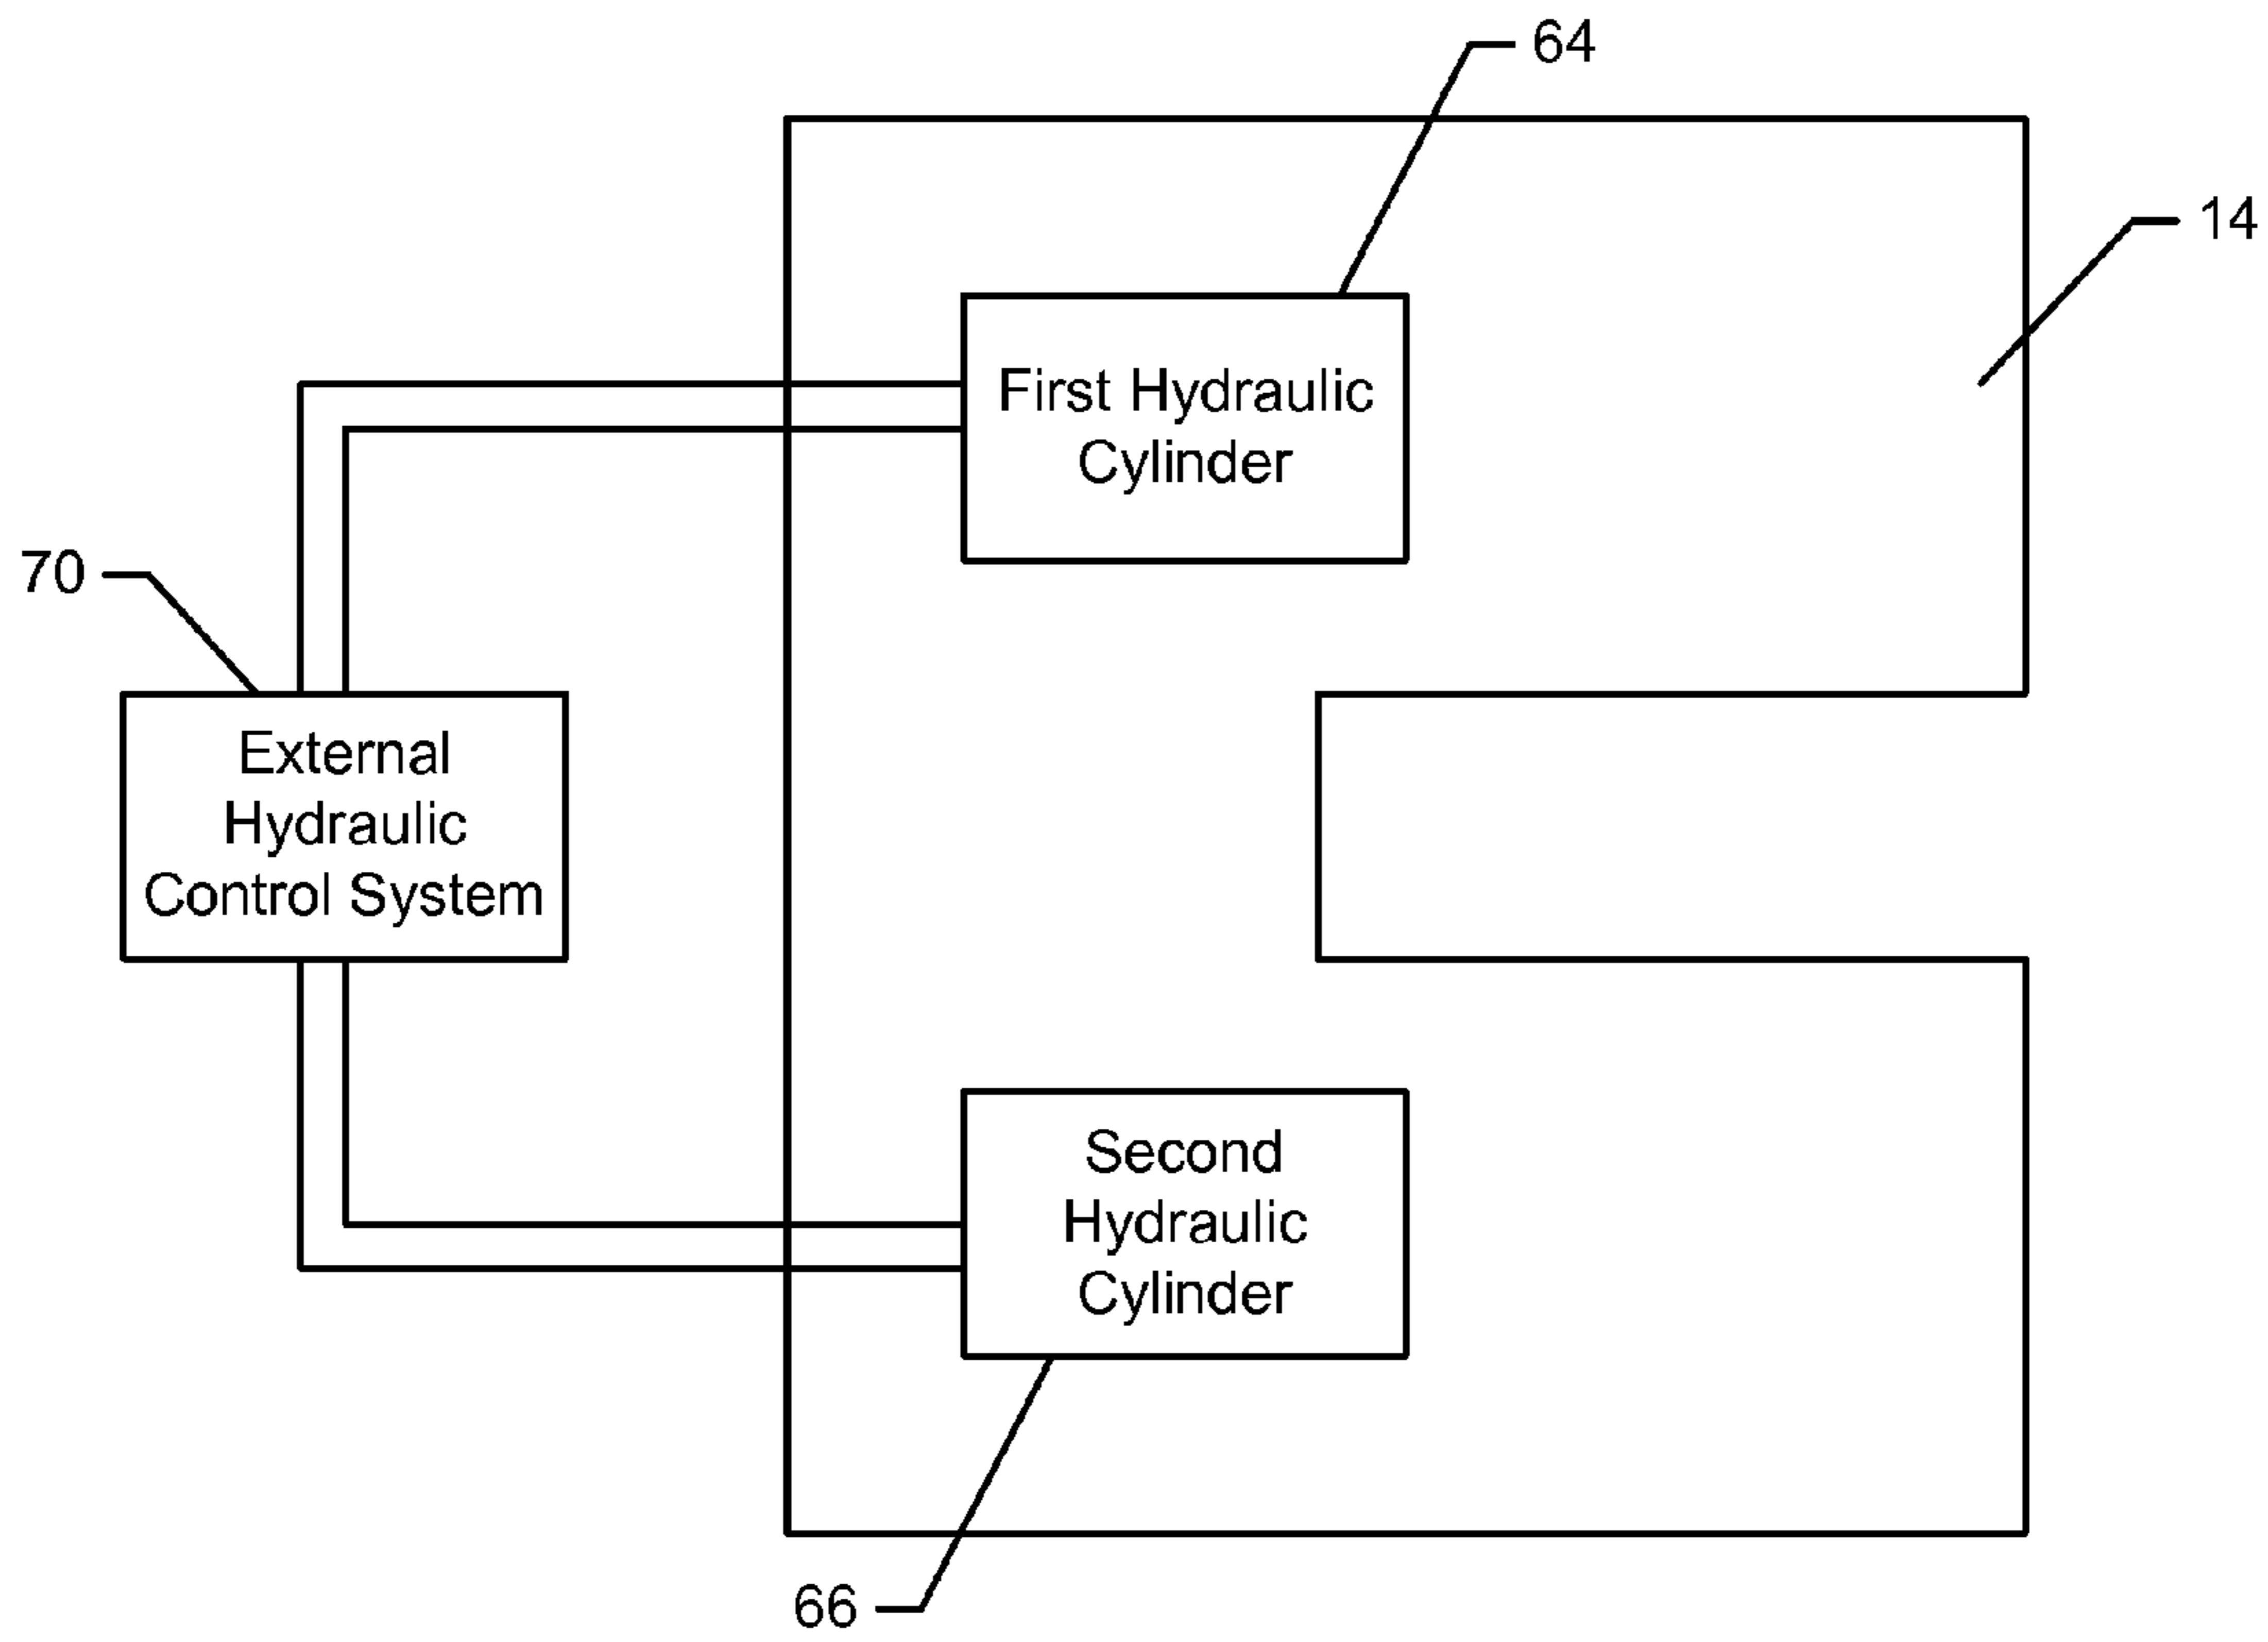 64
14
First Hydraulic
Cylinder
70
External
Hydraulic
Control System
Second
Hydraulic
Cylinder
66